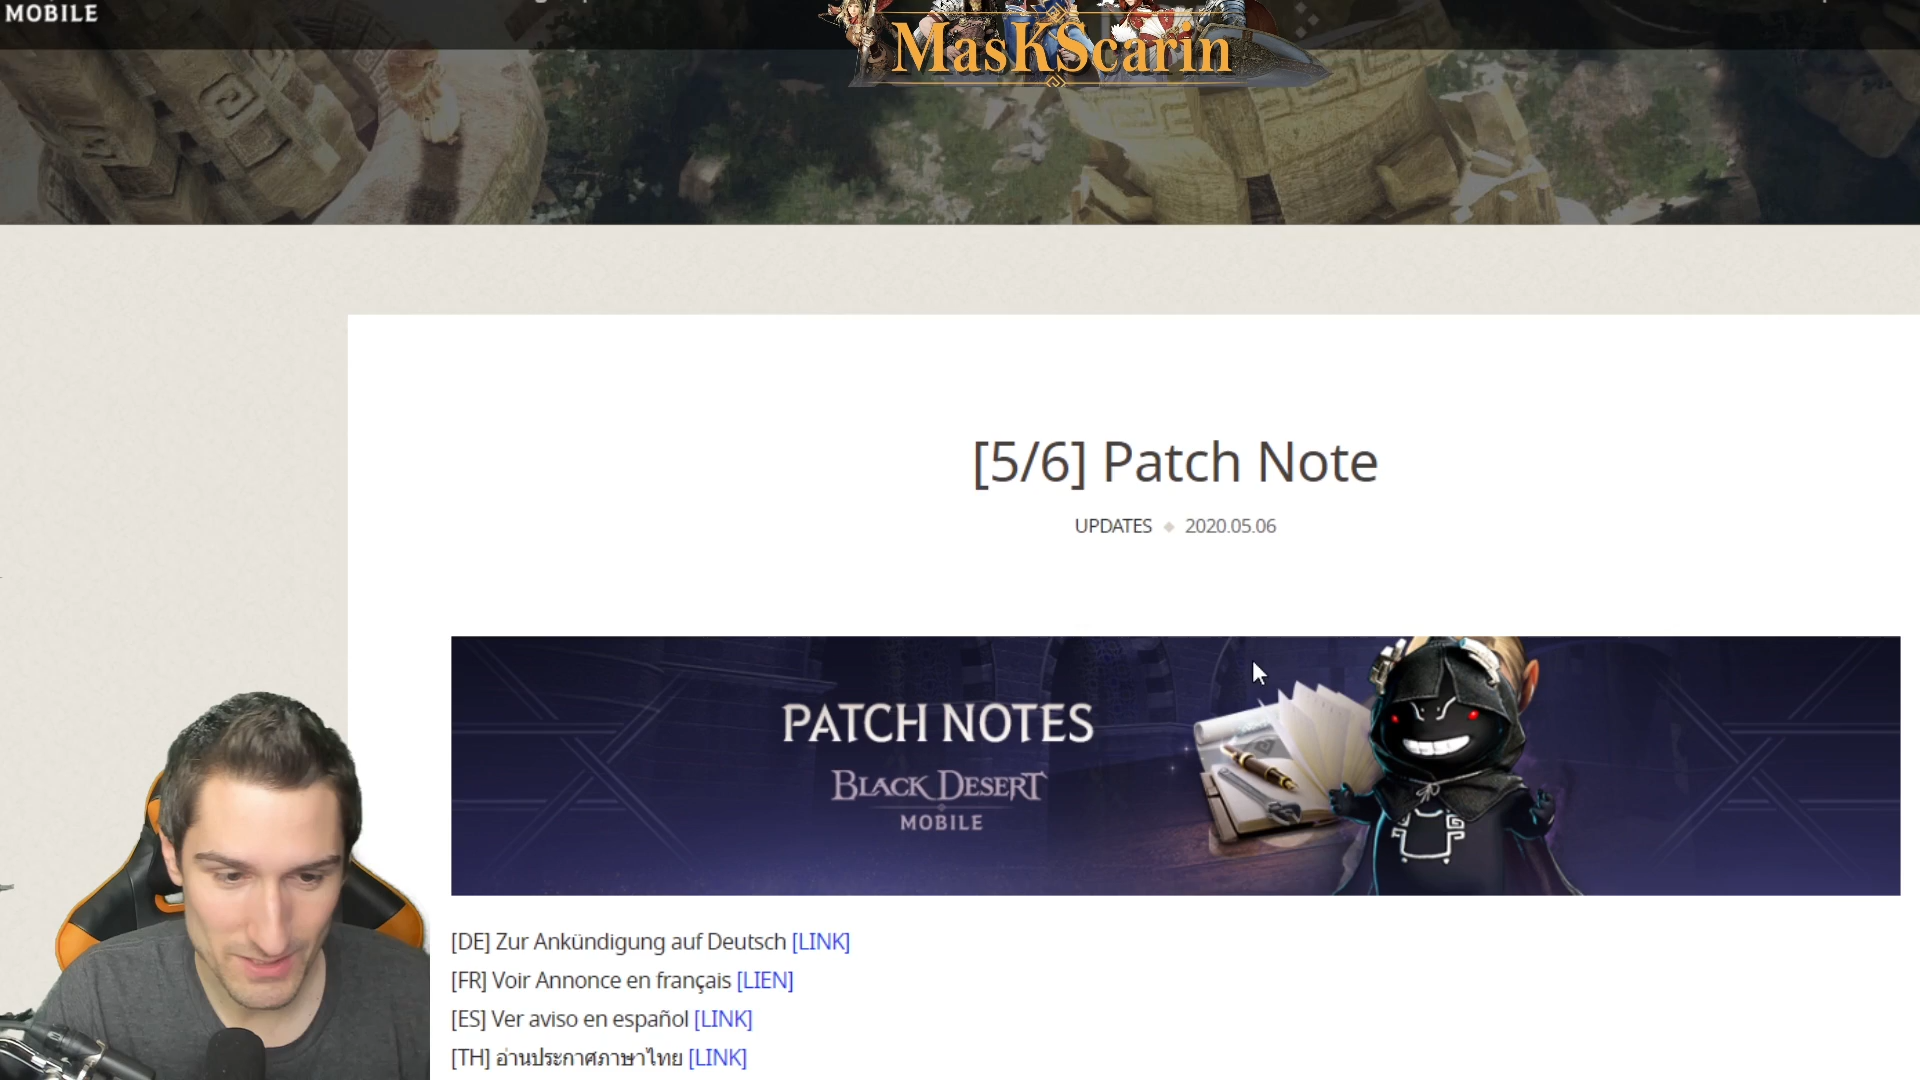 MOBILE
MasKScarin
[5/6] Patch Note
UPDATES ◆ 2020.05.06
PATCH NOTES
BLACK DESERT
MOBILE
[DE] Zur Ankündigung auf Deutsch [LINK]
[FR] Voir Annonce en français [LIEN]
[ES] Ver aviso en español [LINK]
[TH] อ่านประกาศภาษาไทย [LINK]